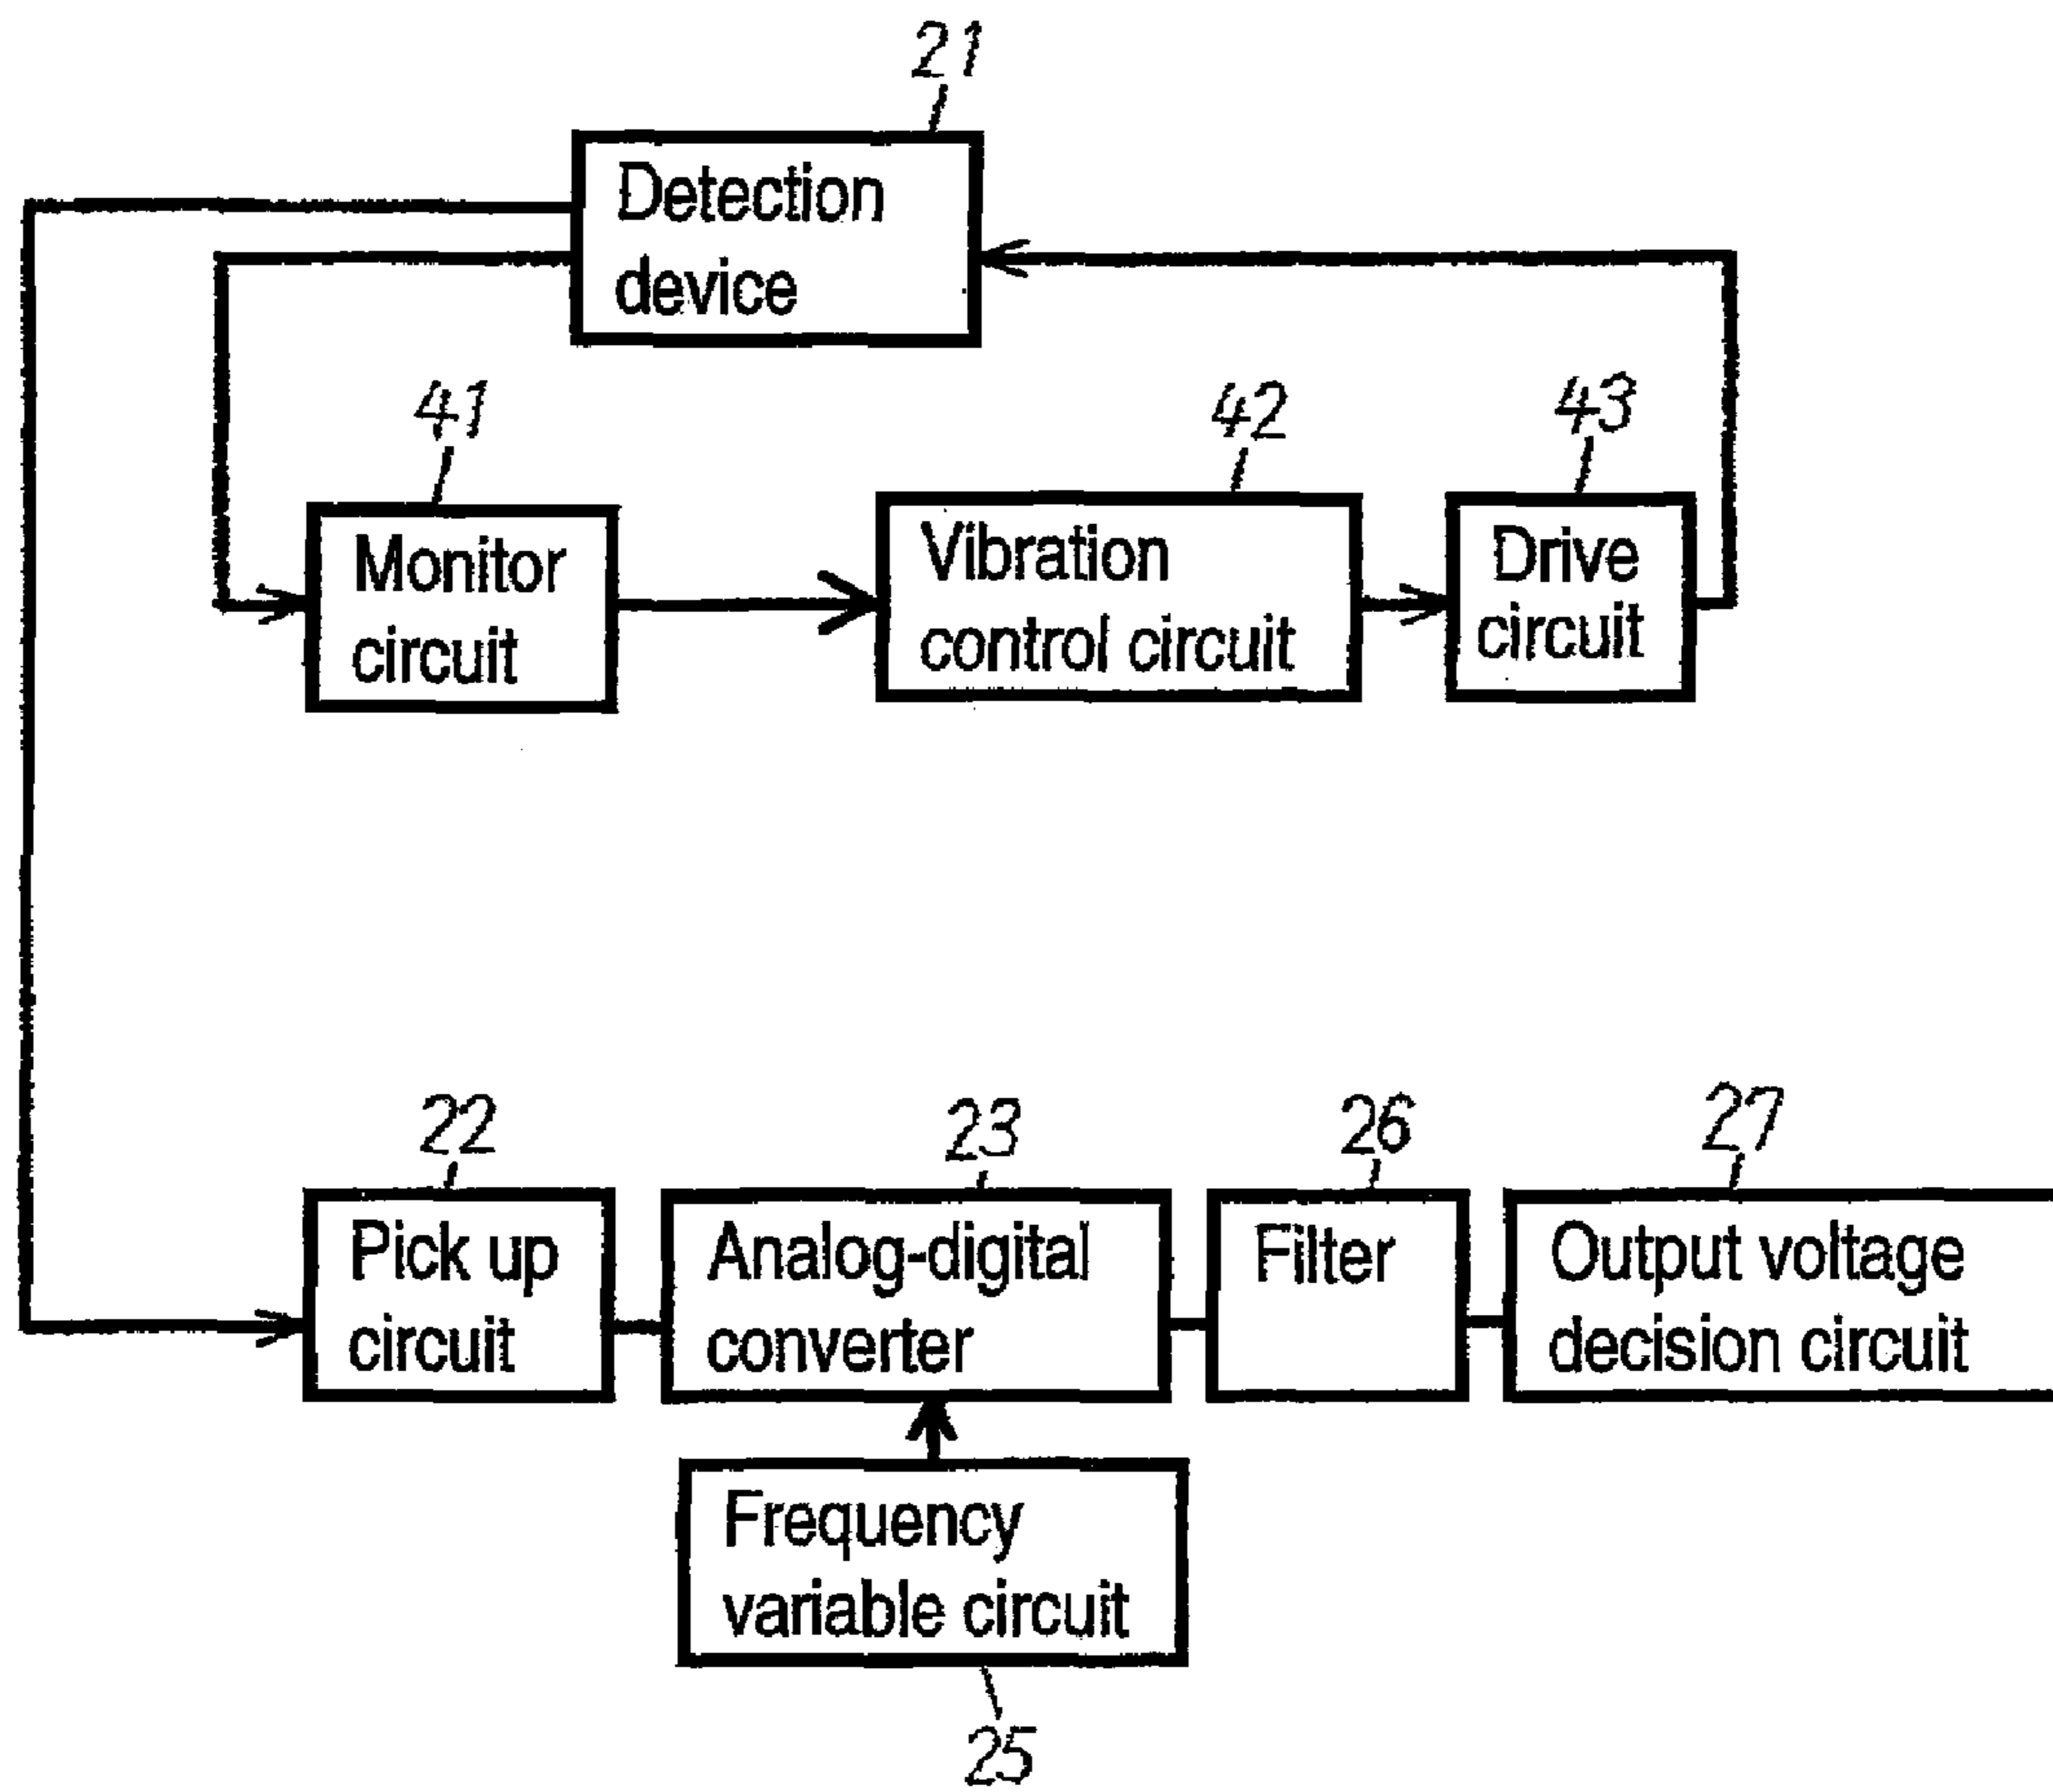 21
Detection
device
41
42
43
Monitor
circuit
Vibration
control circuit
Drive
circuit
22
23
26
27
Pick up
circuit
Analog-digital
converter
Filter
Output voltage
decision circuit
Frequency
variable circuit
25